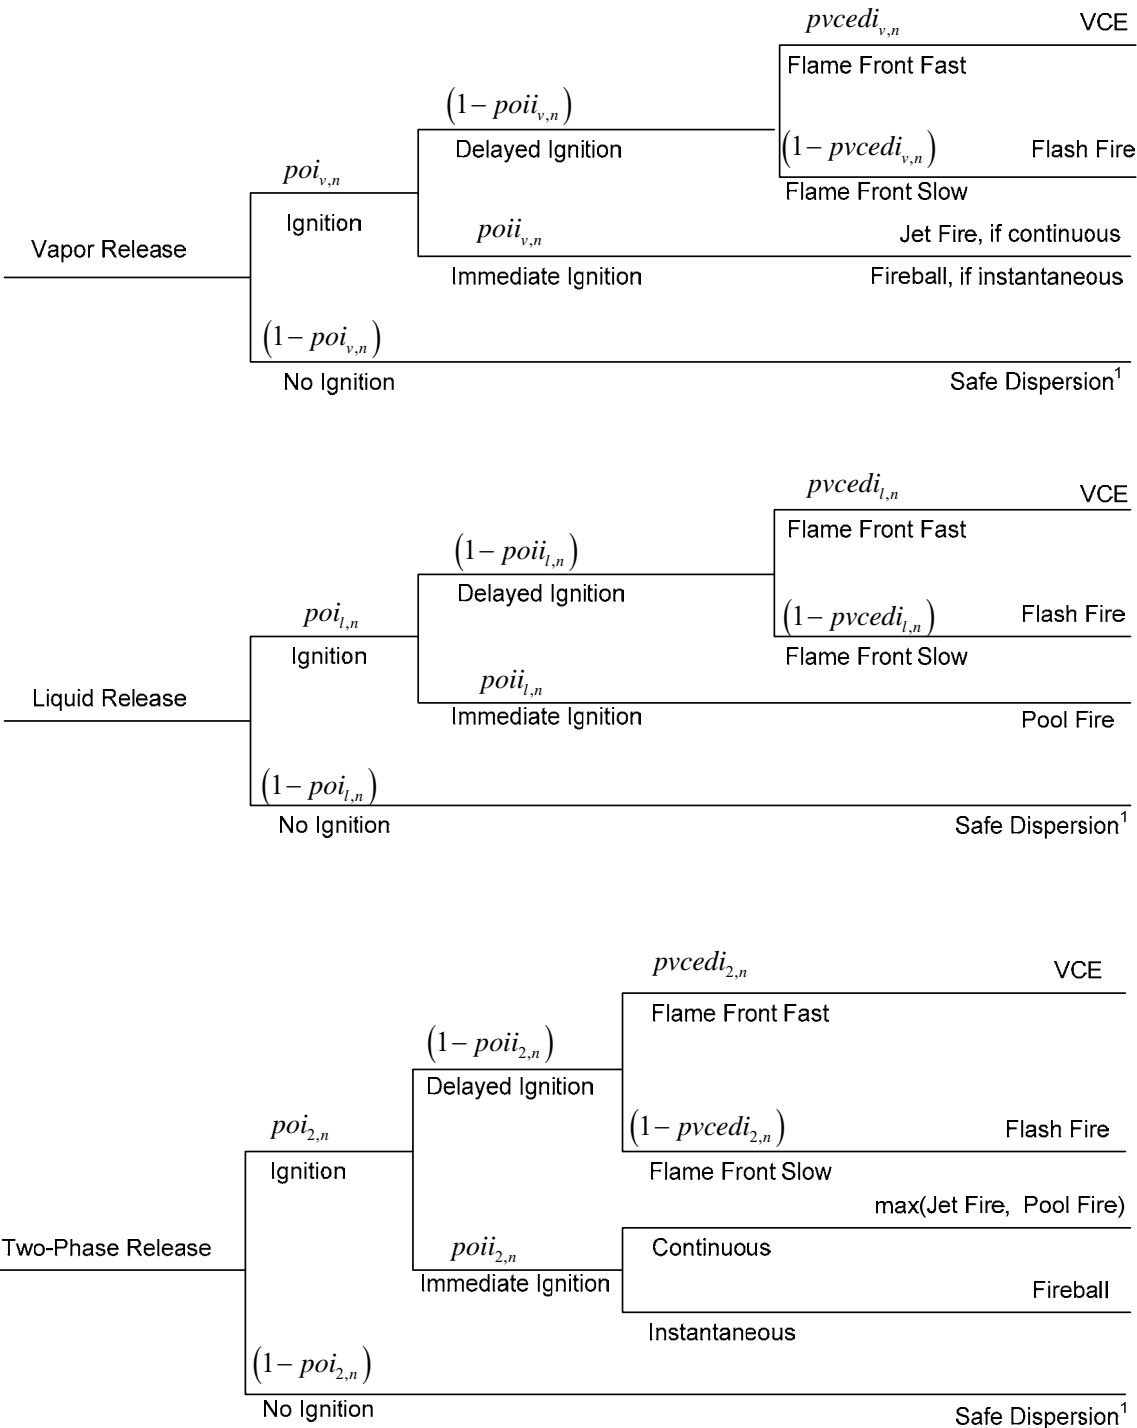 pvcedi_{v,n} VCE
Flame Front Fast
(1 − poii_{v,n})
Delayed Ignition
(1 − pvcedi_{v,n}) Flash Fire
Flame Front Slow
poi_{v,n}
Ignition
poii_{v,n} Jet Fire, if continuous
Immediate Ignition Fireball, if instantaneous
Vapor Release
(1 − poi_{v,n})
No Ignition Safe Dispersion¹
pvcedi_{l,n} VCE
Flame Front Fast
(1 − poii_{l,n})
Delayed Ignition
(1 − pvcedi_{l,n}) Flash Fire
Flame Front Slow
poi_{l,n}
Ignition
poii_{l,n}
Immediate Ignition Pool Fire
Liquid Release
(1 − poi_{l,n})
No Ignition Safe Dispersion¹
pvcedi_{2,n} VCE
Flame Front Fast
(1 − poii_{2,n})
Delayed Ignition
(1 − pvcedi_{2,n}) Flash Fire
Flame Front Slow
poi_{2,n}
Ignition
max(Jet Fire, Pool Fire)
Two-Phase Release
poii_{2,n} Continuous
Immediate Ignition Fireball
Instantaneous
(1 − poi_{2,n})
No Ignition Safe Dispersion¹